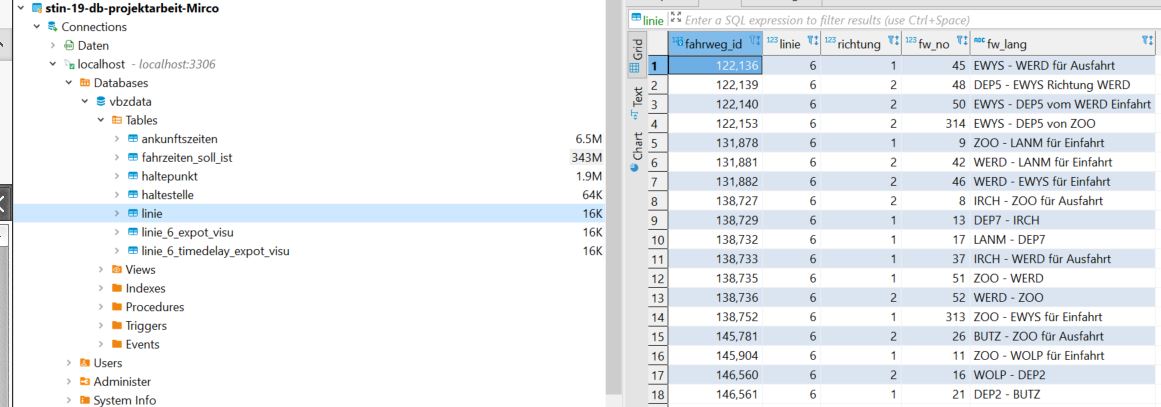 stin-19-db-projektarbeit-Mirco
Connections
Daten
localhost - localhost:3306
Databases
vbzdata
Tables
ankunftszeiten 6.5M
fahrzeiten_soll_ist 343M
haltepunkt 1.9M
haltestelle 64K
linie 16K
linie_6_expot_visu 16K
linie_6_timedelay_expot_visu 16K
Views
Indexes
Procedures
Triggers
Events
Users
Administer
System Info
linie Enter a SQL expression to filter results (use Ctrl+Space)
Grid
Text
Chart
123 fahrweg_id 123 linie 123 richtung 123 fw_no ABC fw_lang
1 122,136 6 1 45 EWYS - WERD für Ausfahrt
2 122,139 6 2 48 DEP5 - EWYS Richtung WERD
3 122,140 6 2 50 EWYS - DEP5 vom WERD Einfahrt
4 122,153 6 2 314 EWYS - DEP5 von ZOO
5 131,878 6 1 9 ZOO - LANM für Einfahrt
6 131,881 6 2 42 WERD - LANM für Einfahrt
7 131,882 6 2 46 WERD - EWYS für Einfahrt
8 138,727 6 2 8 IRCH - ZOO für Ausfahrt
9 138,729 6 1 13 DEP7 - IRCH
10 138,732 6 1 17 LANM - DEP7
11 138,733 6 1 37 IRCH - WERD für Ausfahrt
12 138,735 6 1 51 ZOO - WERD
13 138,736 6 2 52 WERD - ZOO
14 138,752 6 1 313 ZOO - EWYS für Einfahrt
15 145,781 6 2 26 BUTZ - ZOO für Ausfahrt
16 145,904 6 1 11 ZOO - WOLP für Einfahrt
17 146,560 6 2 16 WOLP - DEP2
18 146,561 6 1 21 DEP2 - BUTZ